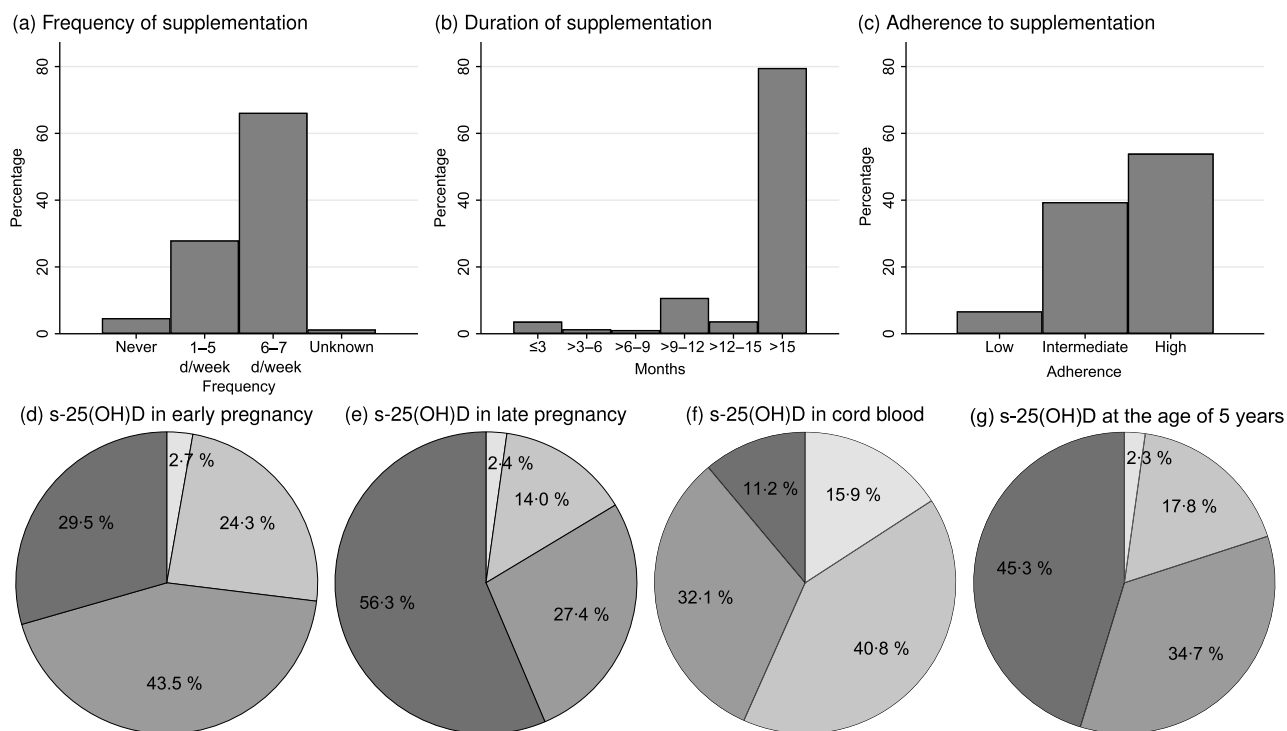 (a) Frequency of supplementation
80
60
40
20
0
Percentage
Never
1–5
d/week
6–7
d/week
Unknown
Frequency
(b) Duration of supplementation
80
60
40
20
0
Percentage
≤3
>3–6
>6–9
>9–12
>12–15
>15
Months
(c) Adherence to supplementation
80
60
40
20
0
Percentage
Low
Intermediate
High
Adherence
(d) s-25(OH)D in early pregnancy
2·7 %
24·3 %
43.5 %
29·5 %
(e) s-25(OH)D in late pregnancy
2·4 %
14·0 %
27·4 %
56·3 %
(f) s-25(OH)D in cord blood
15·9 %
40·8 %
32·1 %
11·2 %
(g) s-25(OH)D at the age of 5 years
2·3 %
17·8 %
34·7 %
45·3 %